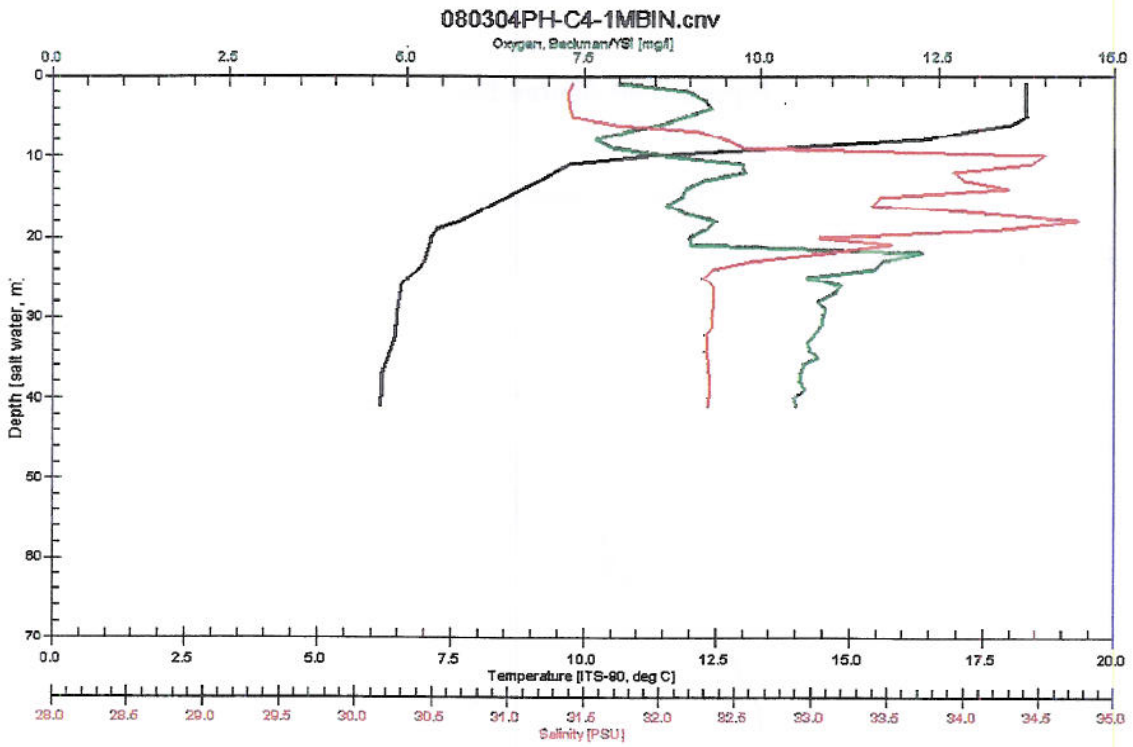 080304PH-C4-1MBIN.cnv
Oxygen, Beckman/YSI [mg/l]
0.0 2.5 5.0 7.5 10.0 12.5 15.0
0
10
20
30
40
50
60
70
Depth [salt water, m]
0.0 2.5 5.0 7.5 10.0 12.5 15.0 17.5 20.0
Temperature [ITS-90, deg C]
28.0 28.5 29.0 29.5 30.0 30.5 31.0 31.5 32.0 32.5 33.0 33.5 34.0 34.5 35.0
Salinity [PSU]